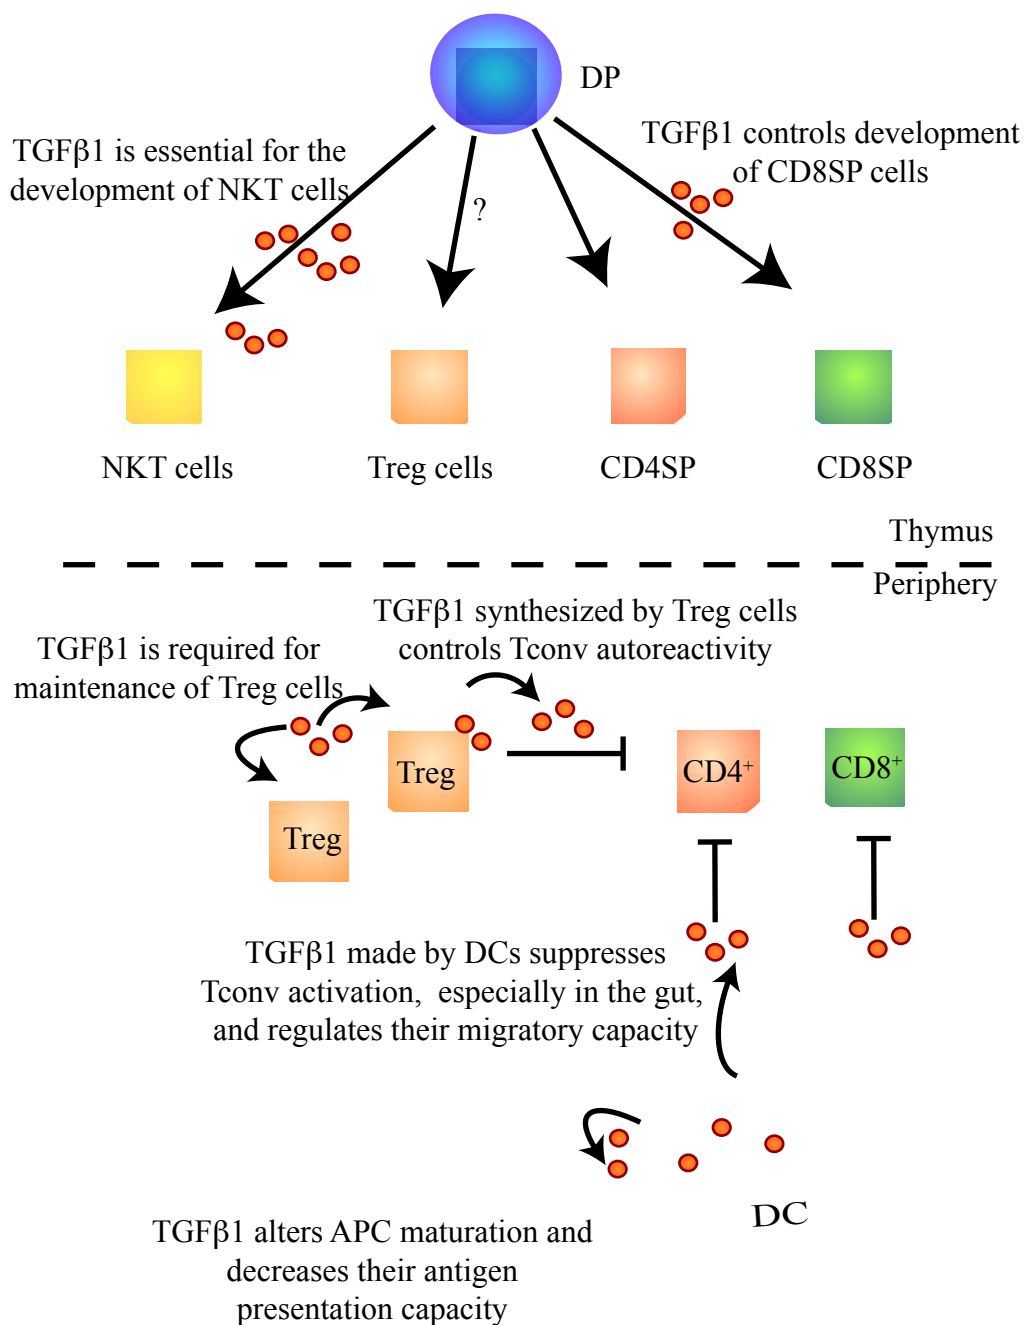 DP
TGFβ1 is essential for the
development of NKT cells
TGFβ1 controls development
of CD8SP cells
?
NKT cells
Treg cells
CD4SP
CD8SP
Thymus
Periphery
TGFβ1 synthesized by Treg cells
controls Tconv autoreactivity
TGFβ1 is required for
maintenance of Treg cells
Treg
Treg
CD4⁺
CD8⁺
TGFβ1 made by DCs suppresses
Tconv activation, especially in the gut,
and regulates their migratory capacity
DC
TGFβ1 alters APC maturation and
decreases their antigen
presentation capacity